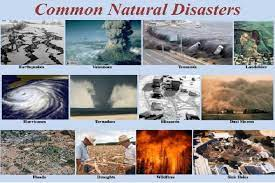 Common Natural Disasters
Earthquakes Volcanoes Tsunamis Landslides
Hurricanes Tornadoes Blizzards Dust Storms
Floods Droughts Wildfires Sink Holes